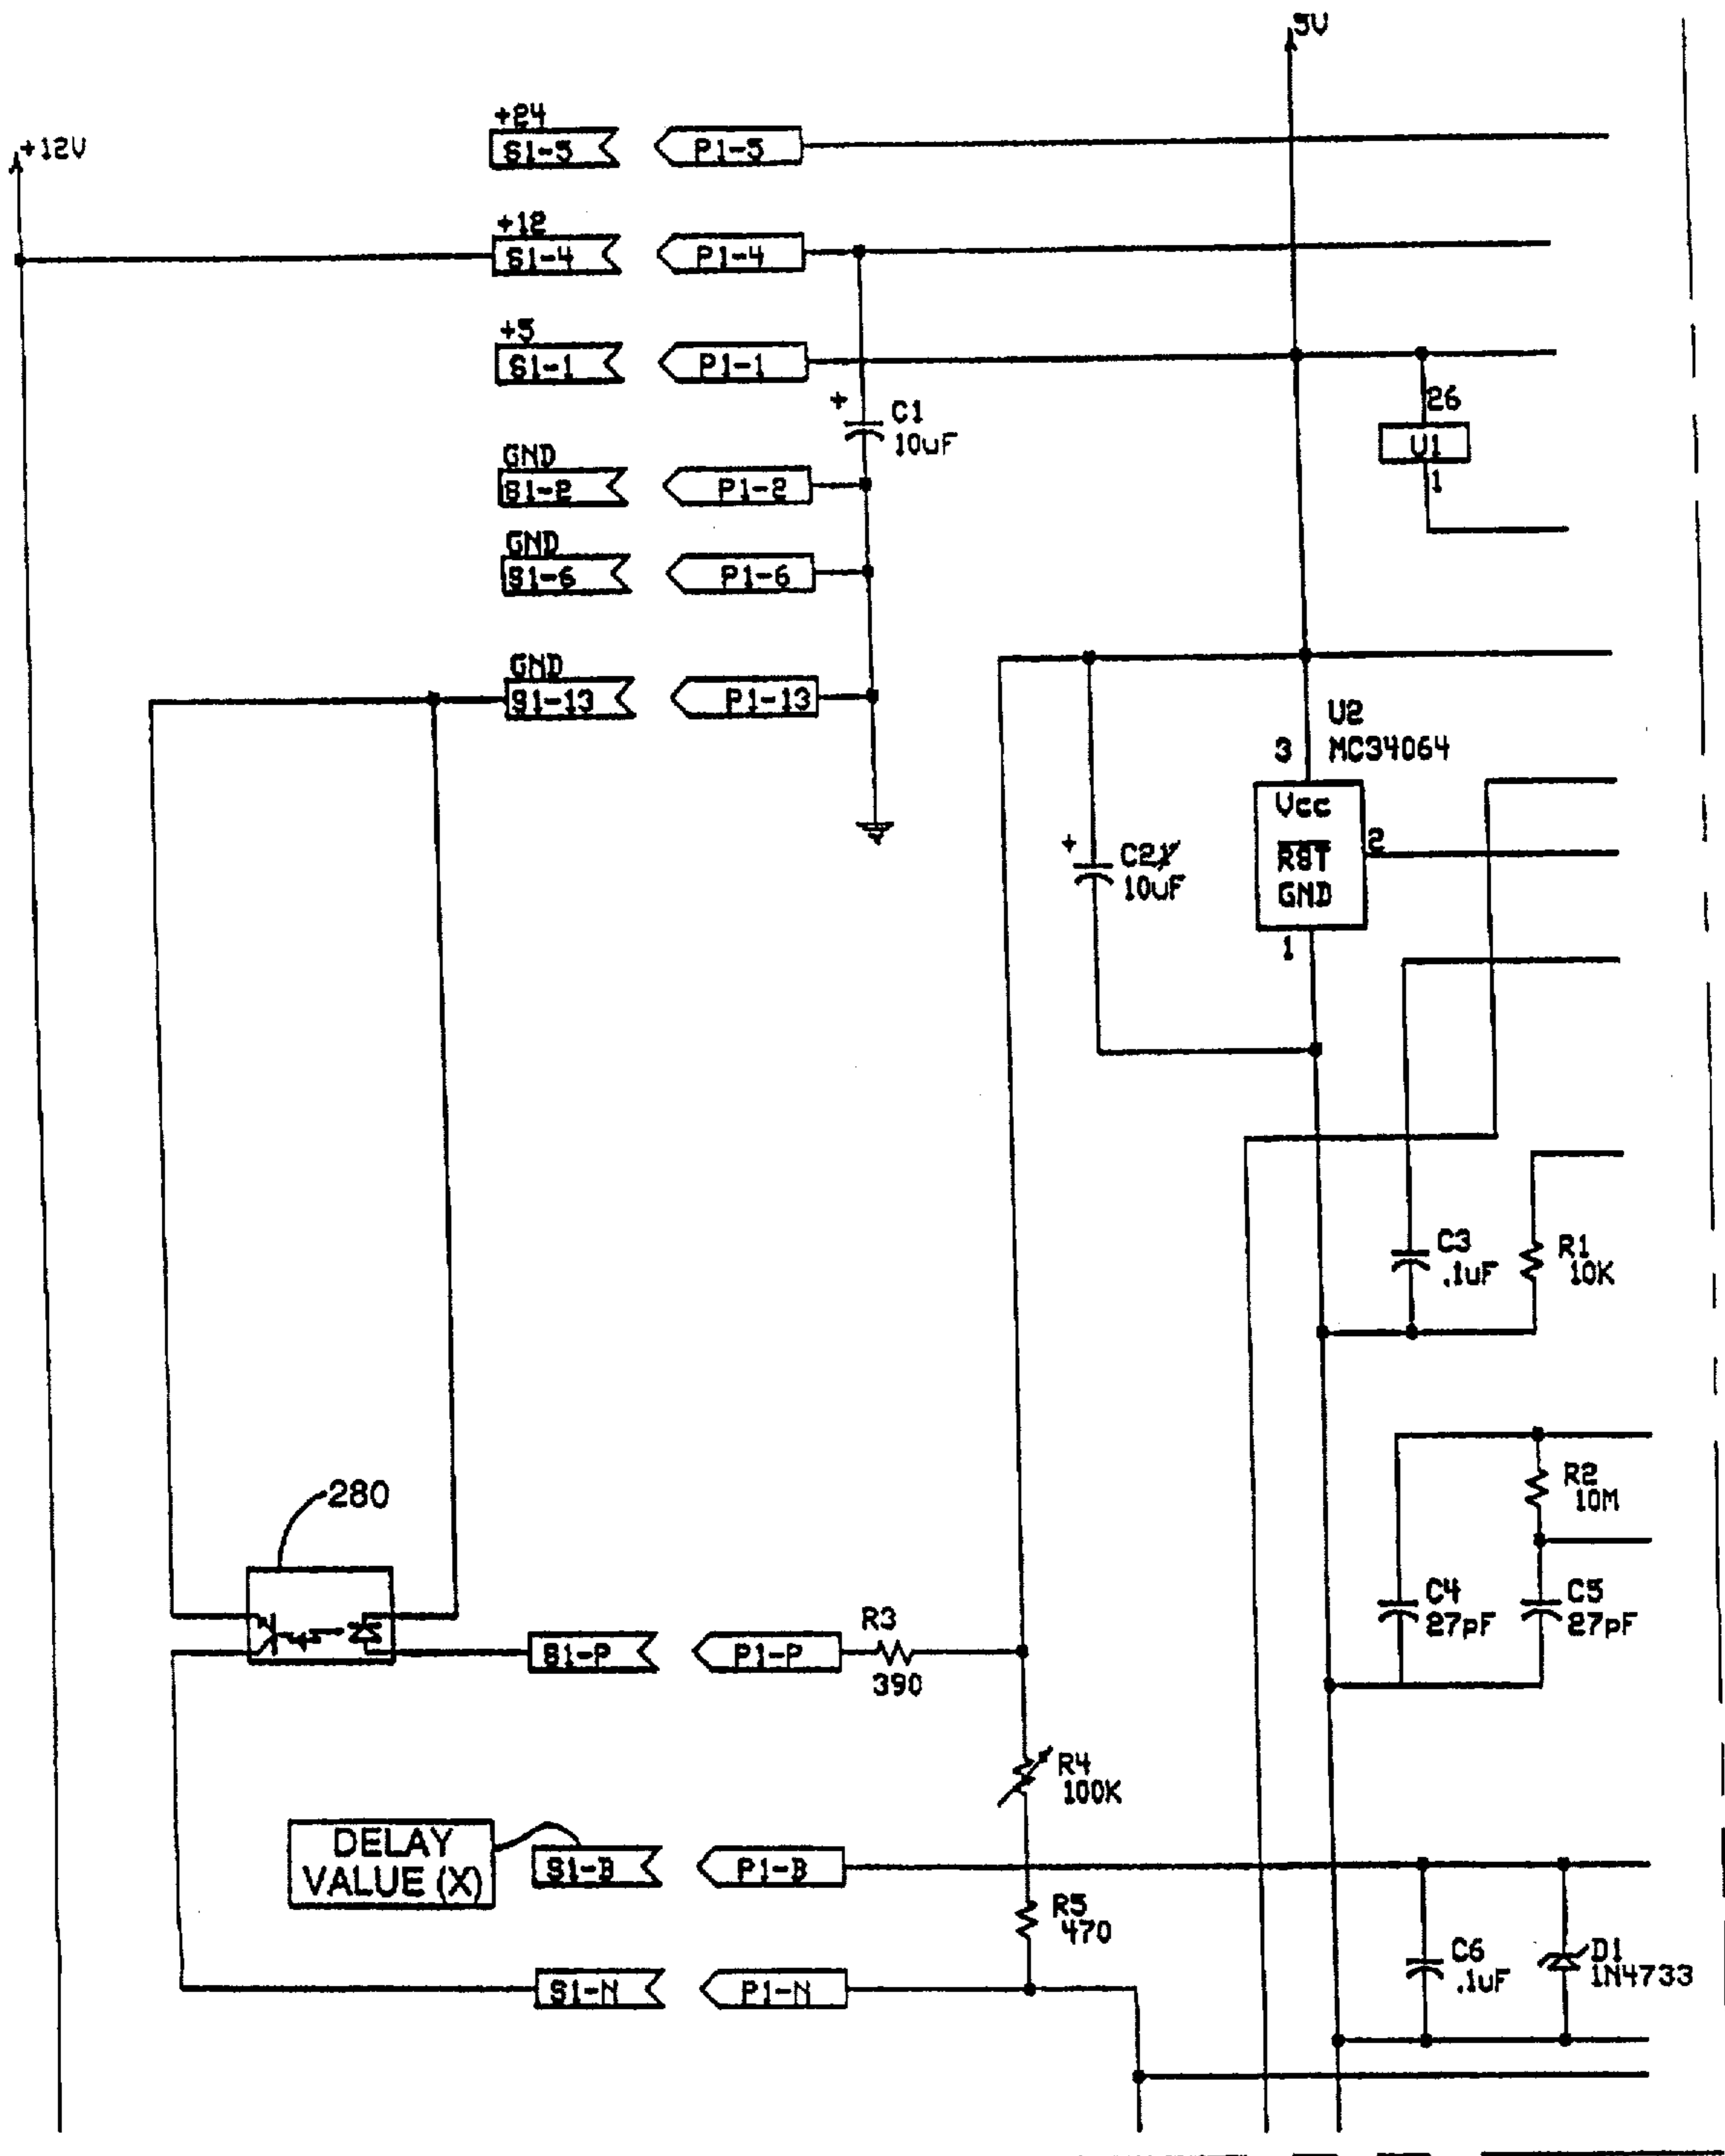 5V
+12V
+24
S1-5 P1-5
+12
S1-4 P1-4
+5
S1-1 P1-1
26
U1
1
+ C1
10uF
GND
S1-2 P1-2
GND
S1-6 P1-6
GND
S1-13 P1-13
U2
MC34064
3
Vcc
RST
GND
2
1
+ C2
10uF
C3
.1uF
R1
10K
R2
10M
C4
27pF
C5
27pF
280
S1-P P1-P
R3
390
R4
100K
DELAY
VALUE (X)
S1-B P1-B
R5
470
C6
.1uF
D1
1N4733
S1-N P1-N